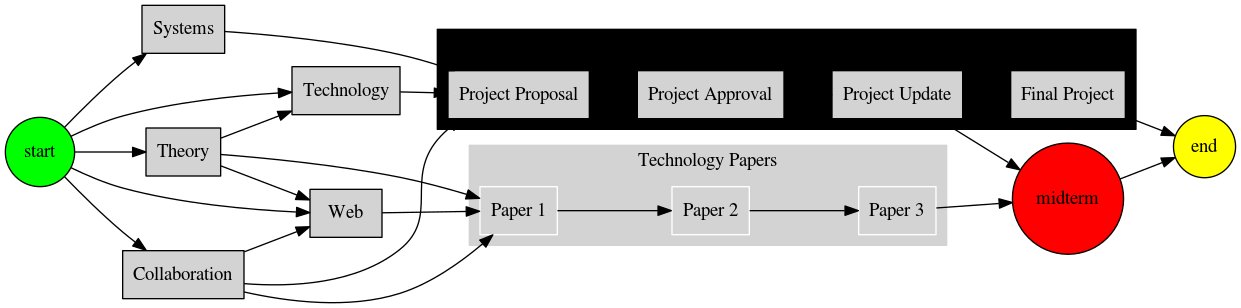 Systems
Technology
Project Proposal
Project Approval
Project Update
Final Project
start
Theory
end
Technology Papers
midterm
Web
Paper 1
Paper 2
Paper 3
Collaboration